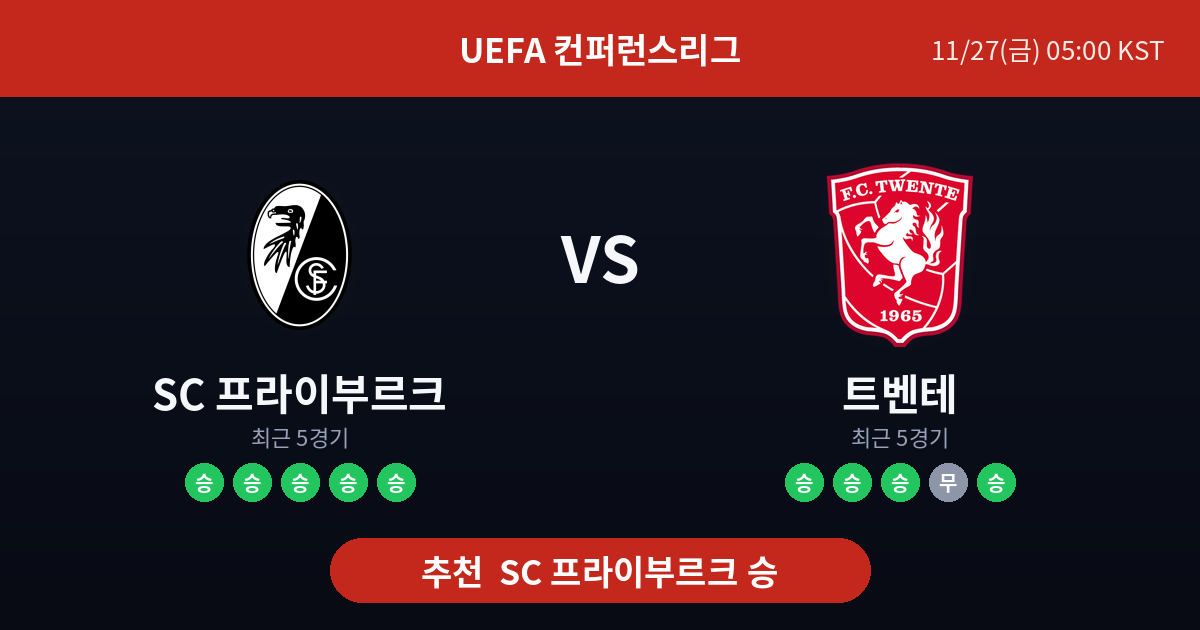 UEFA 컨퍼런스리그
11/27(금) 05:00 KST
F.C. TWENTE
1965
SCF
VS
SC 프라이부르크
트벤테
최근 5경기
최근 5경기
승 승 승 승 승
승 승 승 무 승
추천 SC 프라이부르크 승